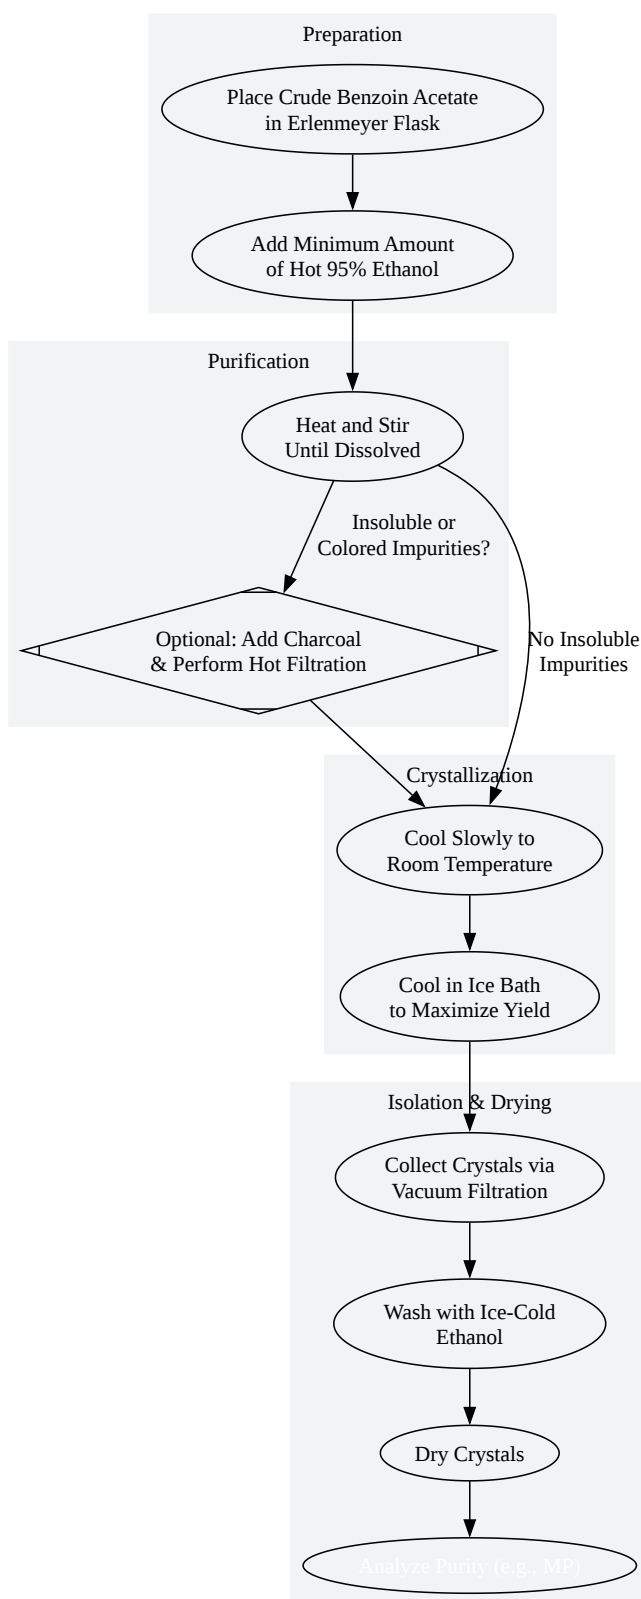 Preparation
Place Crude Benzoin Acetate
in Erlenmeyer Flask
Add Minimum Amount
of Hot 95% Ethanol
Purification
Heat and Stir
Until Dissolved
Insoluble or
Colored Impurities?
Optional: Add Charcoal
& Perform Hot Filtration
No Insoluble
Impurities
Crystallization
Cool Slowly to
Room Temperature
Cool in Ice Bath
to Maximize Yield
Isolation & Drying
Collect Crystals via
Vacuum Filtration
Wash with Ice-Cold
Ethanol
Dry Crystals
Analyze Purity (e.g., MP)